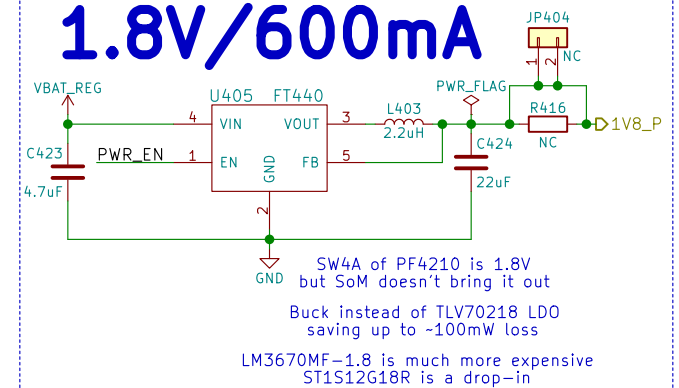 1.8V/600mA
JP404
1
2
NC
VBAT_REG
U405
FT440
PWR_FLAG
L403
2.2uH
R416
NC
1V8_P
4
VIN
VOUT
3
C423
4.7uF
PWR_EN
1
EN
FB
5
GND
2
C424
22uF
GND
SW4A of PF4210 is 1.8V
but SoM doesn't bring it out
Buck instead of TLV70218 LDO
saving up to ~100mW loss
LM3670MF-1.8 is much more expensive
ST1S12G18R is a drop-in